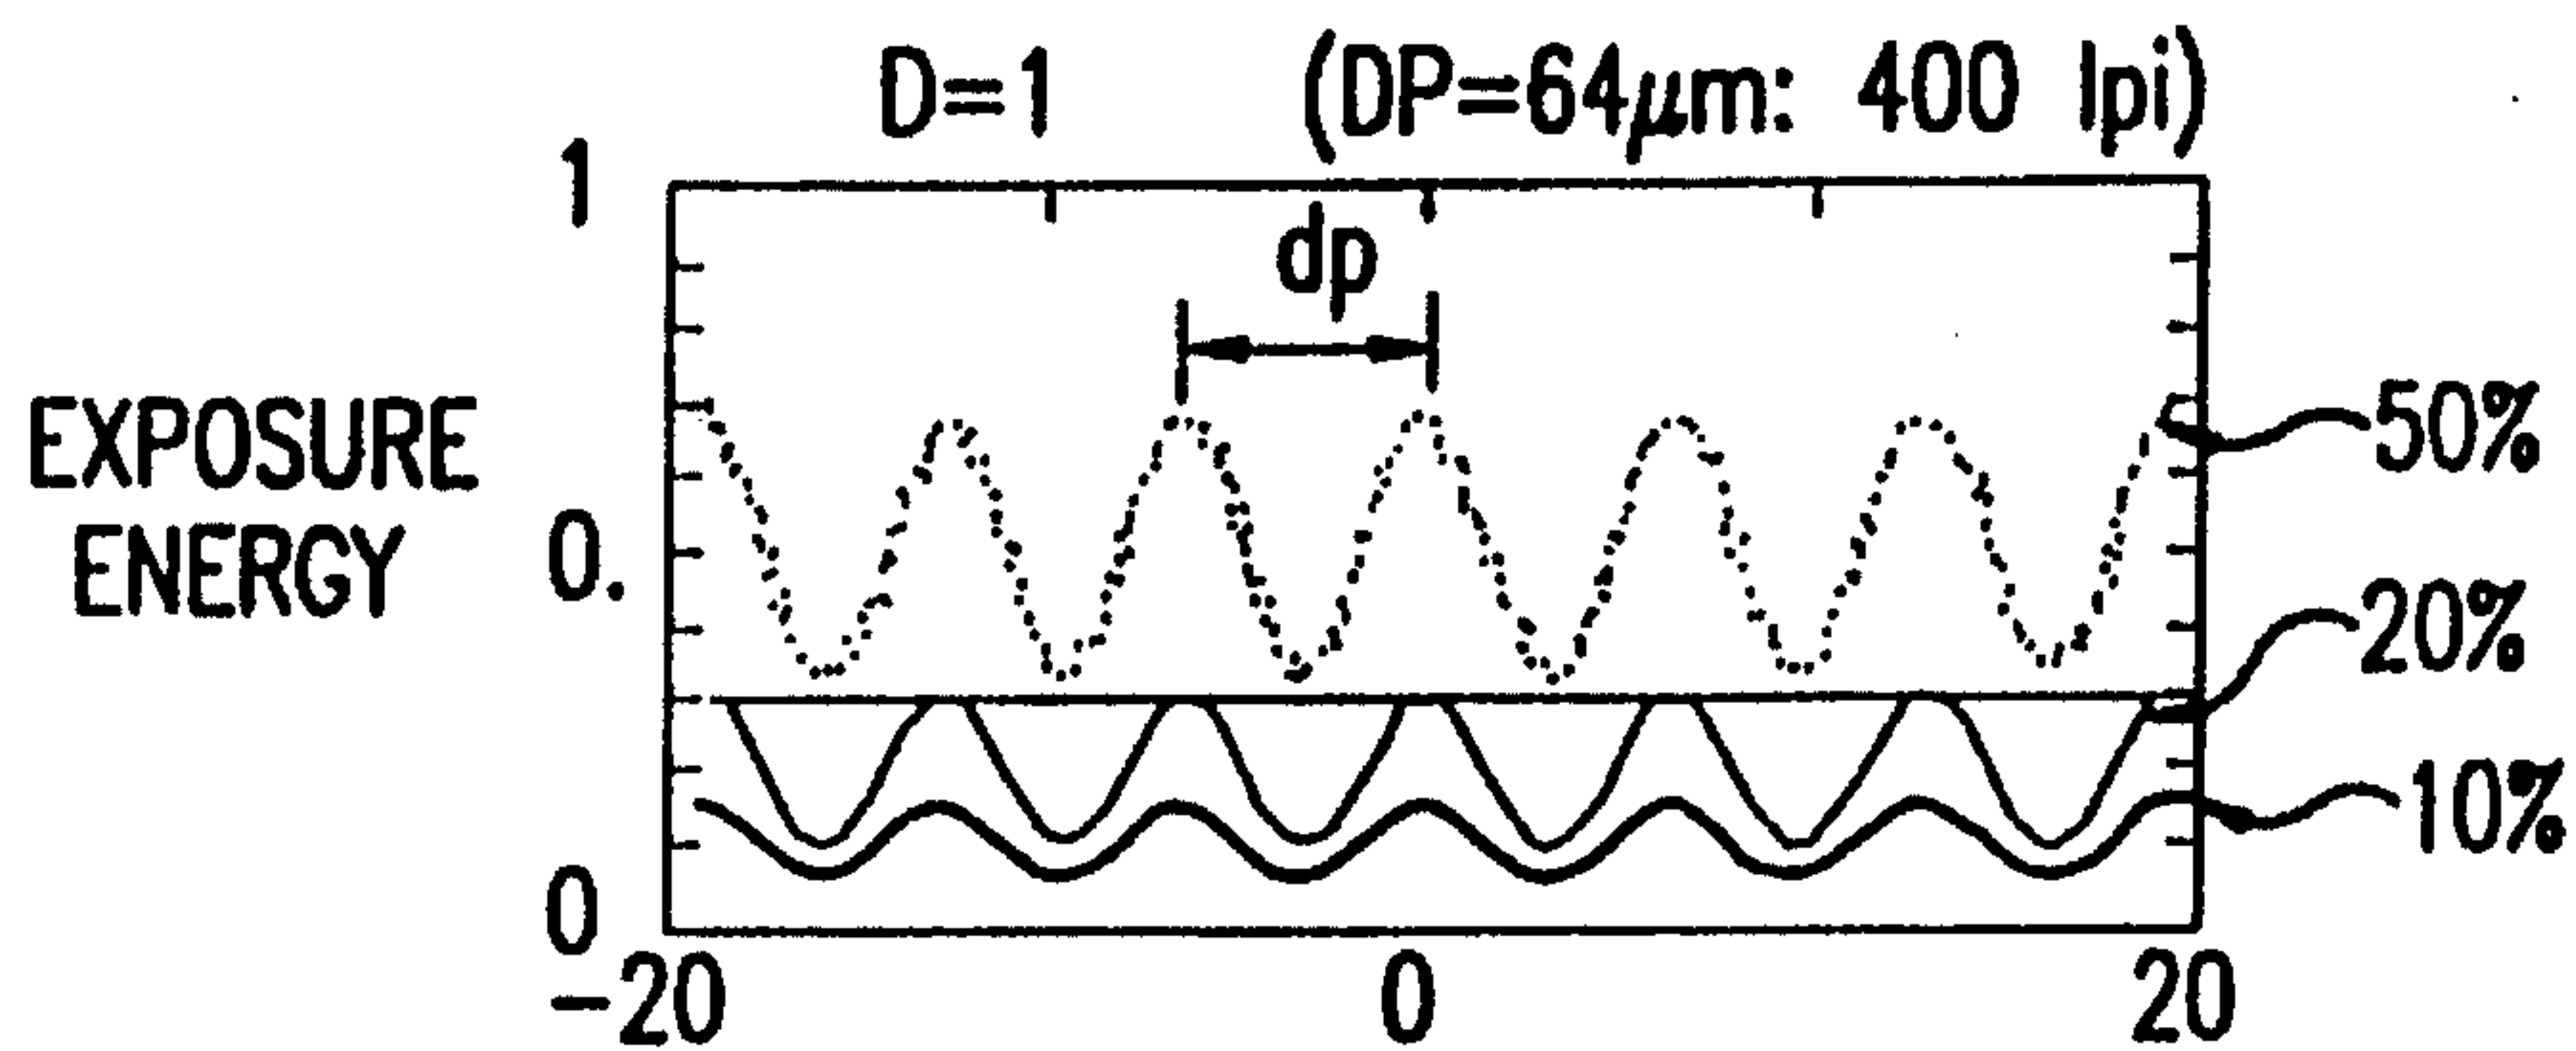 D=1 (DP=64μm: 400 lpi)
1
dp
EXPOSURE
ENERGY
0.
50%
20%
10%
0
-20 0 20